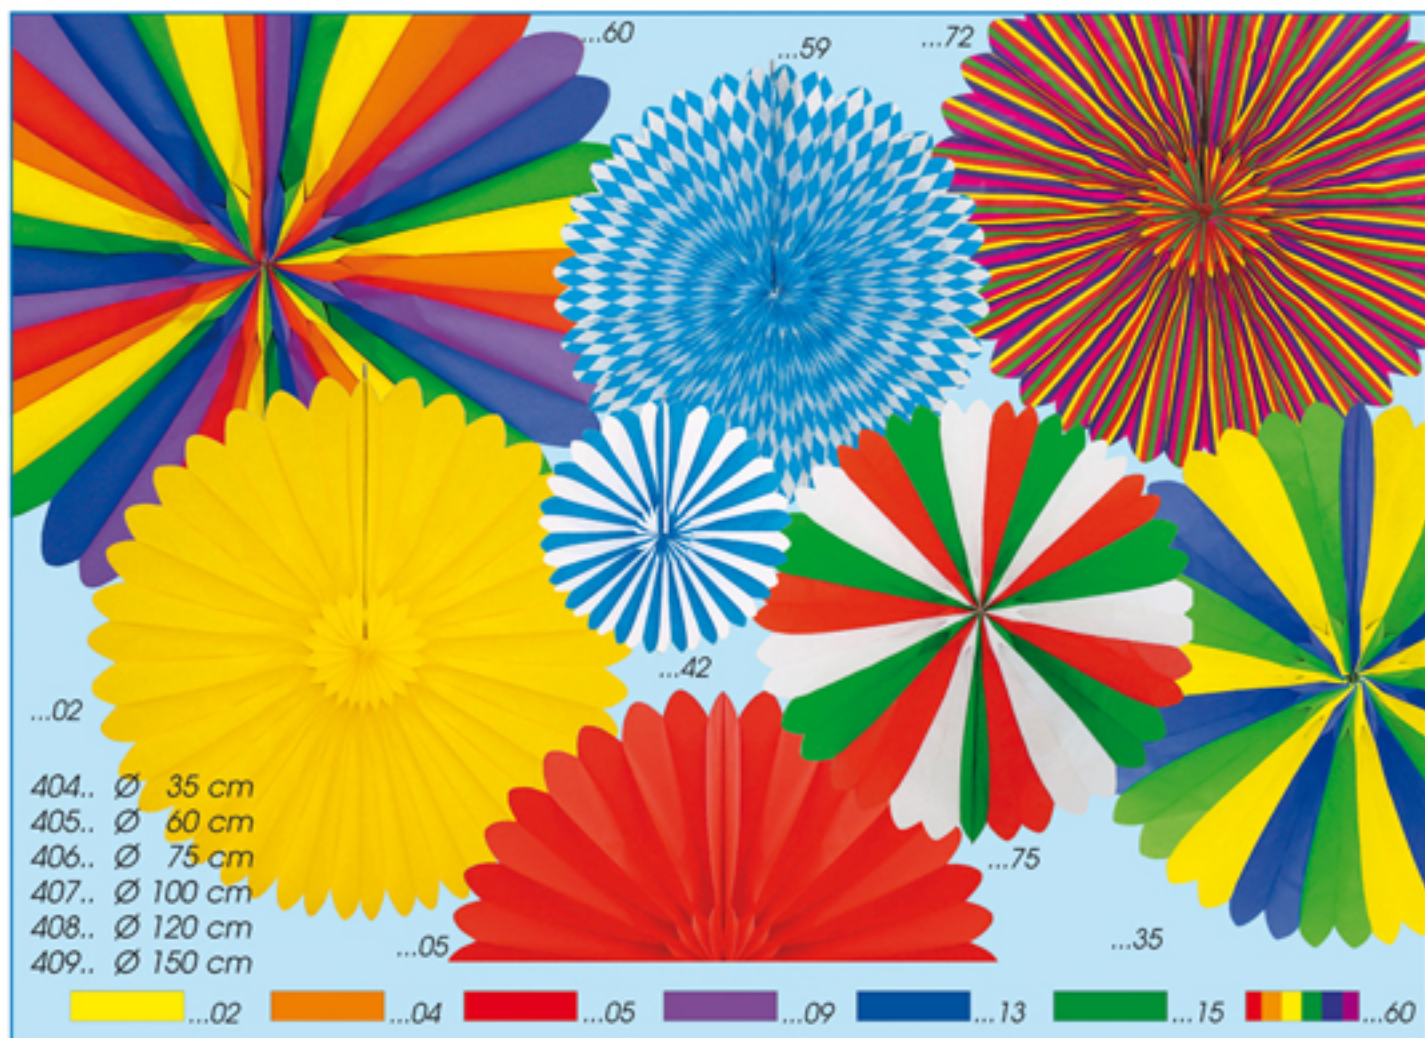 ...60
...59
...72
...42
...02
404.. Ø 35 cm
405.. Ø 60 cm
406.. Ø 75 cm
407.. Ø 100 cm
408.. Ø 120 cm
409.. Ø 150 cm
...75
...05
...35
...02 ...04 ...05 ...09 ...13 ...15 ...60